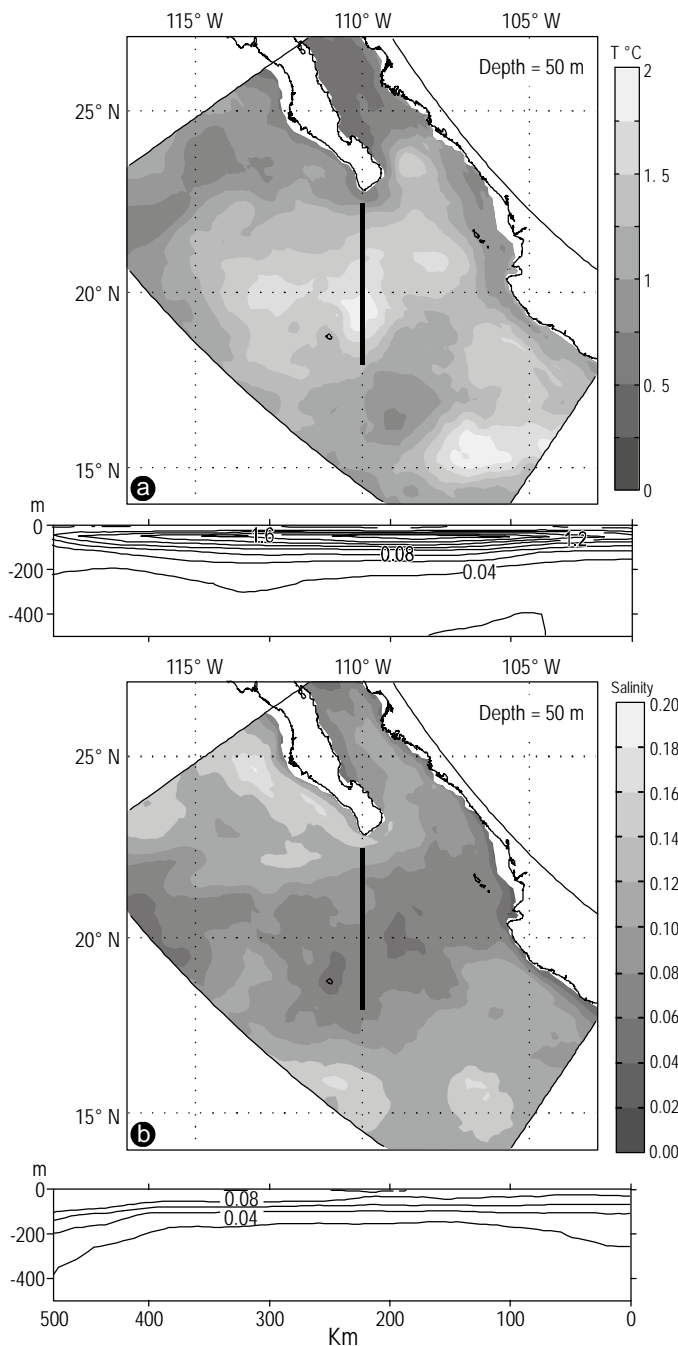 115° W 110° W 105° W
T °C
Depth = 50 m
2
25° N
1.5
20° N
1
0.5
15° N
a
0
m
0
1.6
1.2
0.08
-200
0.04
-400
115° W 110° W 105° W
Salinity
Depth = 50 m
0.20
0.18
25° N
0.16
0.14
0.12
20° N
0.10
0.08
0.06
0.04
15° N
0.02
b
0.00
m
0
0.08
0.04
-200
-400
500 400 300 200 100 0
Km